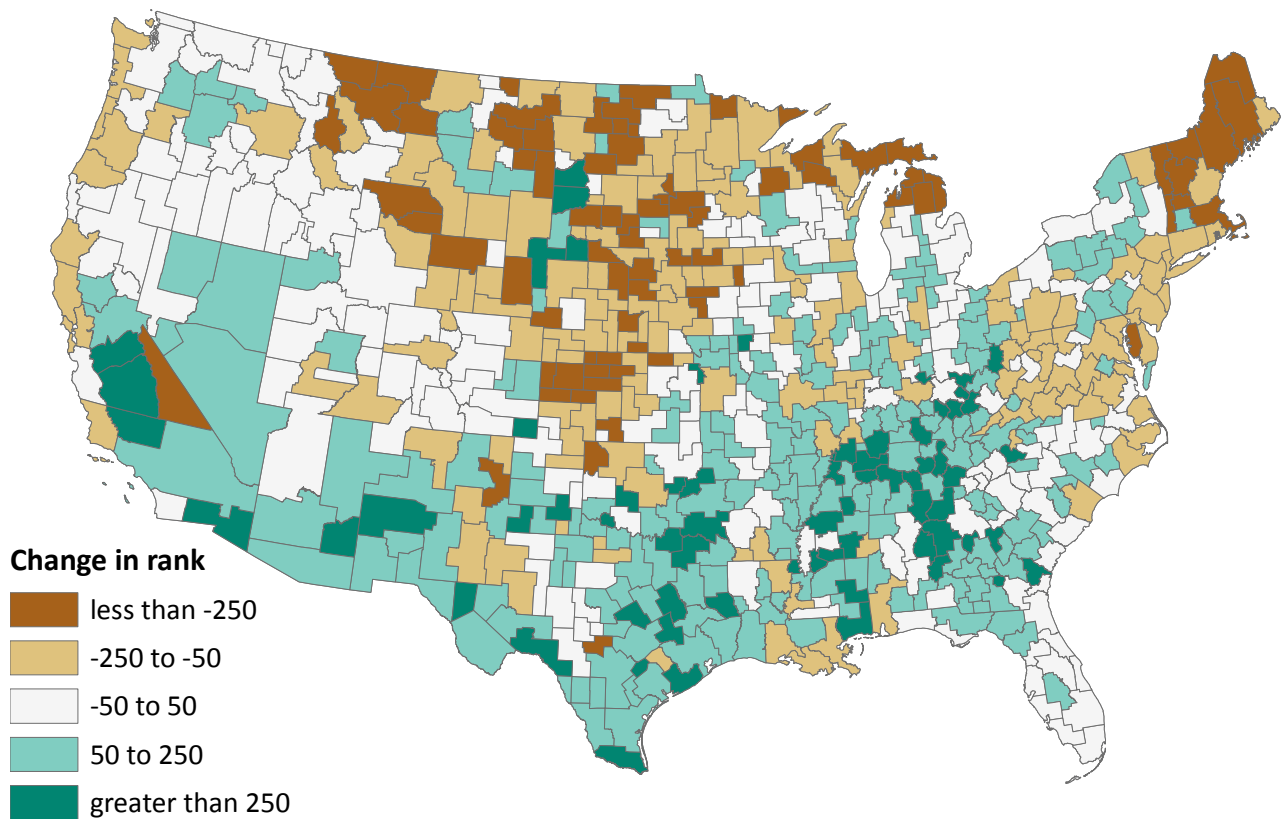 Change in rank
less than -250
-250 to -50
-50 to 50
50 to 250
greater than 250